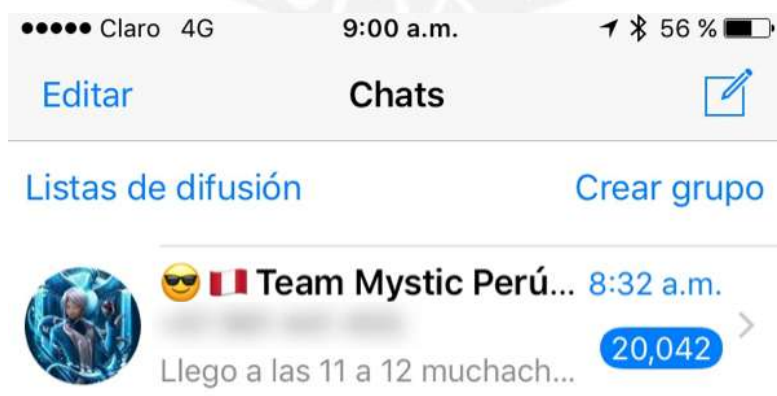 ●●●●● Claro 4G 9:00 a.m. 56 %
Editar Chats
Listas de difusión Crear grupo
😎🇵🇪 Team Mystic Perú... 8:32 a.m.
20,042
Llego a las 11 a 12 muchach...